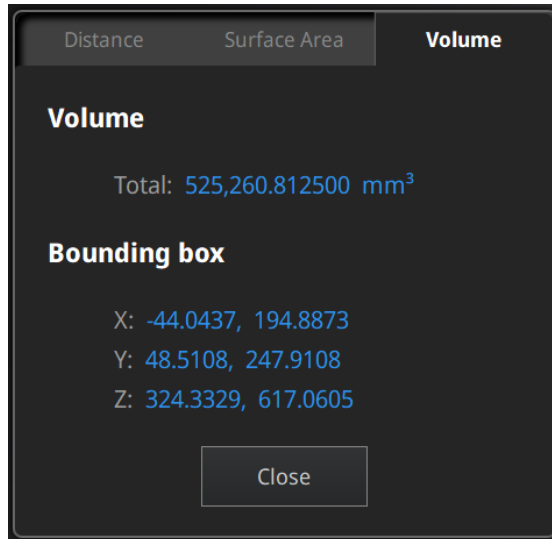 Distance Surface Area Volume
Volume
Total: 525,260.812500 mm³
Bounding box
X: -44.0437, 194.8873
Y: 48.5108, 247.9108
Z: 324.3329, 617.0605
Close